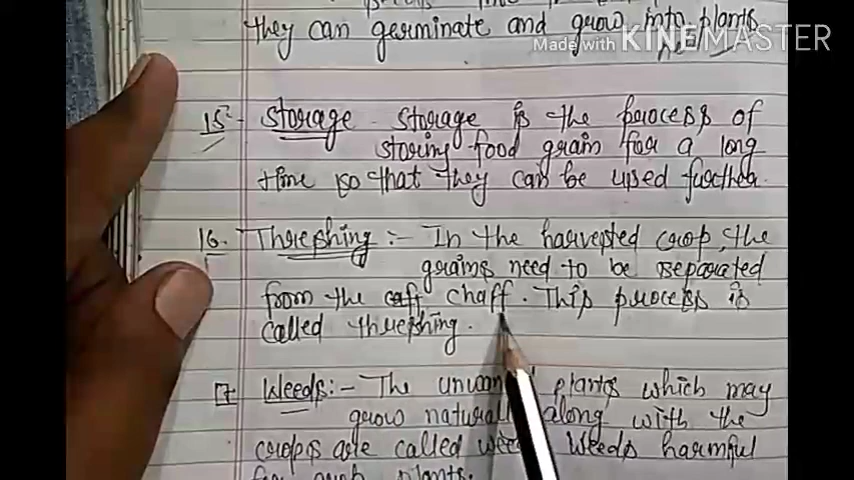 they can germinate and grow into plants
Made with KINEMASTER
15- Storage - storage is the process of
storing food grain for a long
time so that they can be used further.
16. Threshing :- In the harvested crop, the
grains need to be separated
from the chaff. This process is
called threshing.
Weeds:- The plants which may
grow along with the
crops are called Weeds harmful
plants.